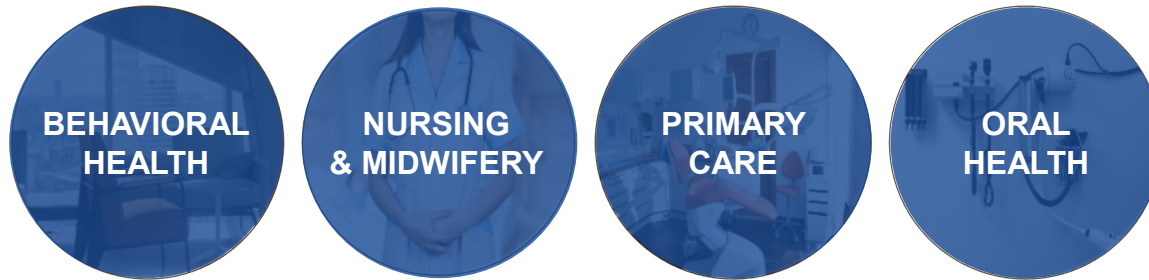 BEHAVIORAL
HEALTH
NURSING
& MIDWIFERY
PRIMARY
CARE
ORAL
HEALTH